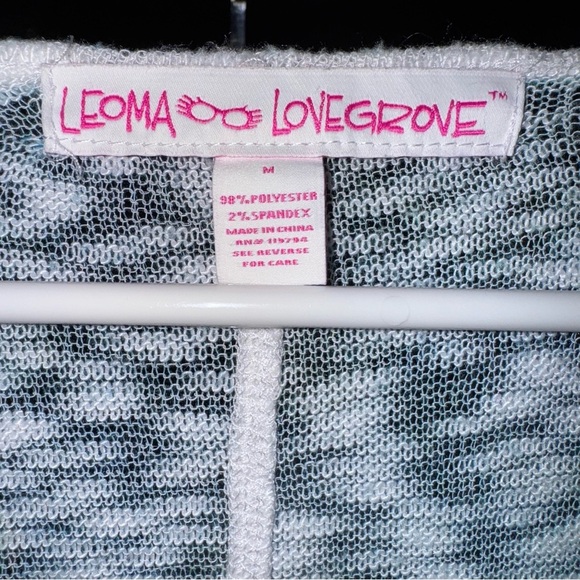 LEOMA LOVEGROVE™
M
98% POLYESTER
2% SPANDEX
MADE IN CHINA
RN# 119794
SEE REVERSE
FOR CARE